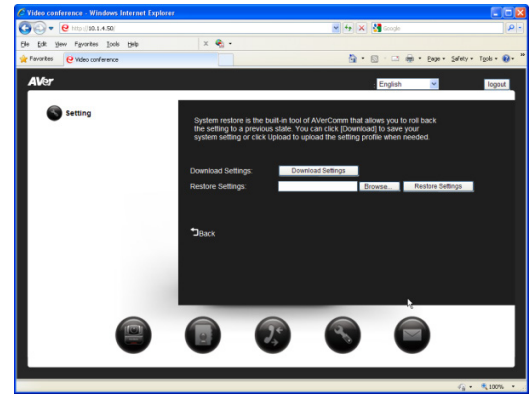 Video conference - Windows Internet Explorer
http://10.1.4.50/
Google
File Edit View Favorites Tools Help
Favorites Video conference
Page Safety Tools
AVer
English
logout
Setting
System restore is the built-in tool of AVerComm that allows you to roll back
the setting to a previous state. You can click [Download] to save your
system setting or click Upload to upload the setting profile when needed.
Download Settings: Download Settings
Restore Settings: Browse... Restore Settings
Back
100%